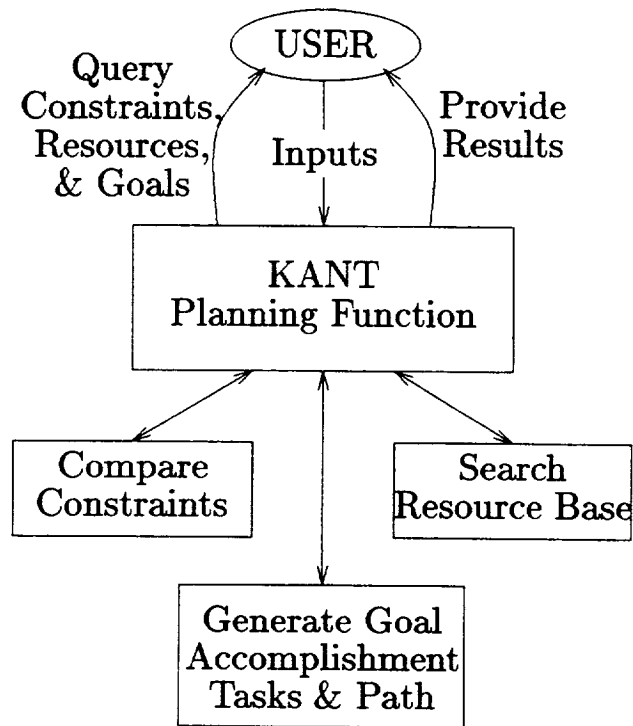 USER
Query
Constraints,
Resources,
& Goals
Inputs
Provide
Results
KANT
Planning Function
Compare
Constraints
Search
Resource Base
Generate Goal
Accomplishment
Tasks & Path